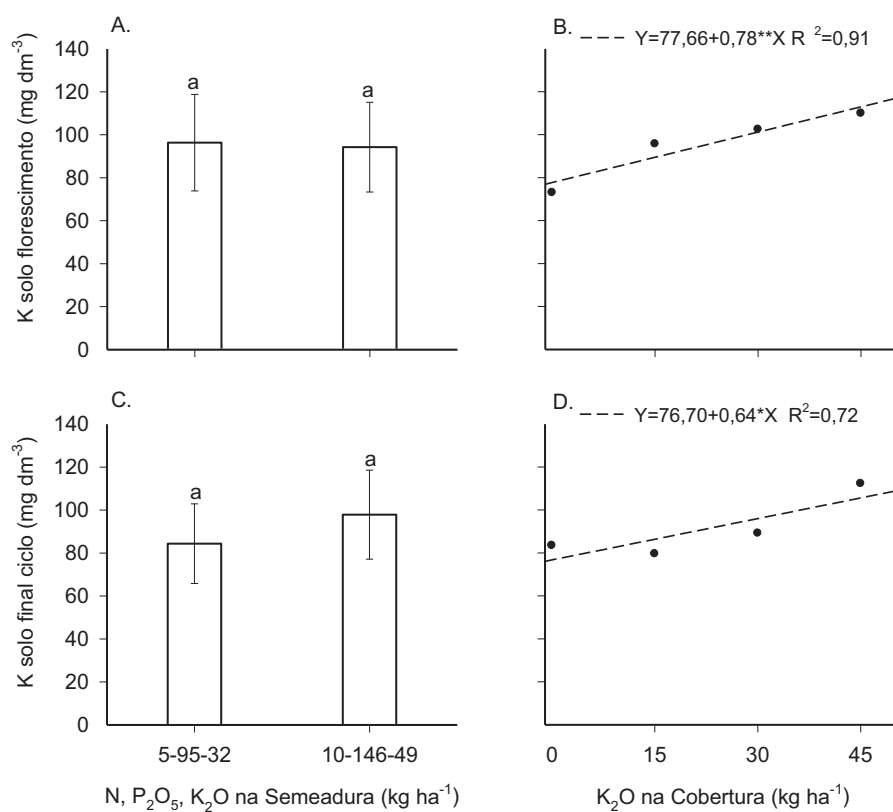 A.
B.
Y=77,66+0,78**X R²=0,91
K solo florescimento (mg dm⁻³)
140
120
100
80
60
40
20
0
a
a
C.
D.
Y=76,70+0,64*X R²=0,72
K solo final ciclo (mg dm⁻³)
140
120
100
80
60
40
20
0
a
a
5-95-32
10-146-49
0
15
30
45
N, P₂O₅, K₂O na Semeadura (kg ha⁻¹)
K₂O na Cobertura (kg ha⁻¹)